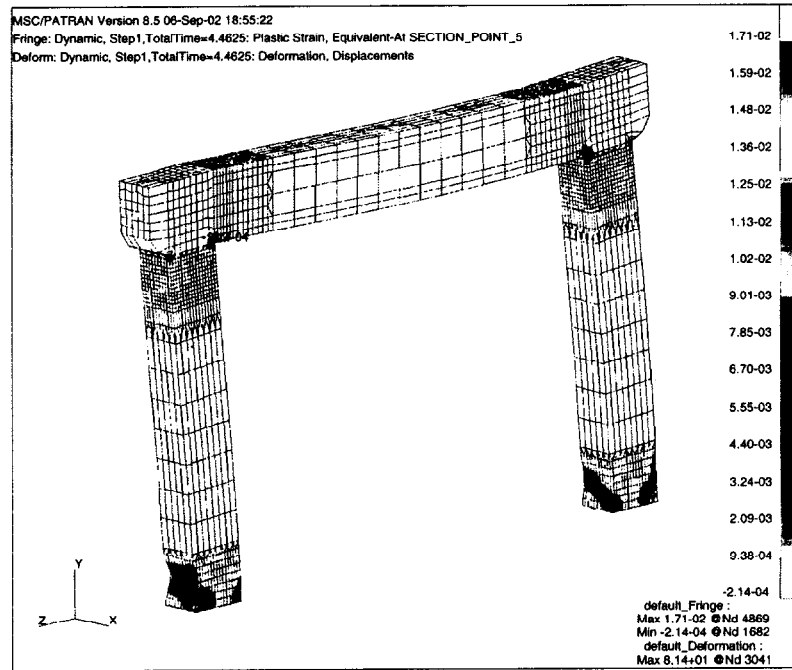 MSC/PATRAN Version 8.5 06-Sep-02 18:55:22
Fringe: Dynamic, Step1,TotalTime=4.4625: Plastic Strain, Equivalent-At SECTION_POINT_5
Deform: Dynamic, Step1,TotalTime=4.4625: Deformation, Displacements
1.71-02
1.59-02
1.48-02
1.36-02
1.25-02
1.13-02
1.02-02
9.01-03
7.85-03
6.70-03
5.55-03
4.40-03
3.24-03
2.09-03
9.38-04
-2.14-04
Y
Z
X
default_Fringe :
Max 1.71-02 @Nd 4869
Min -2.14-04 @Nd 1682
default_Deformation :
Max 8.14+01 @Nd 3041